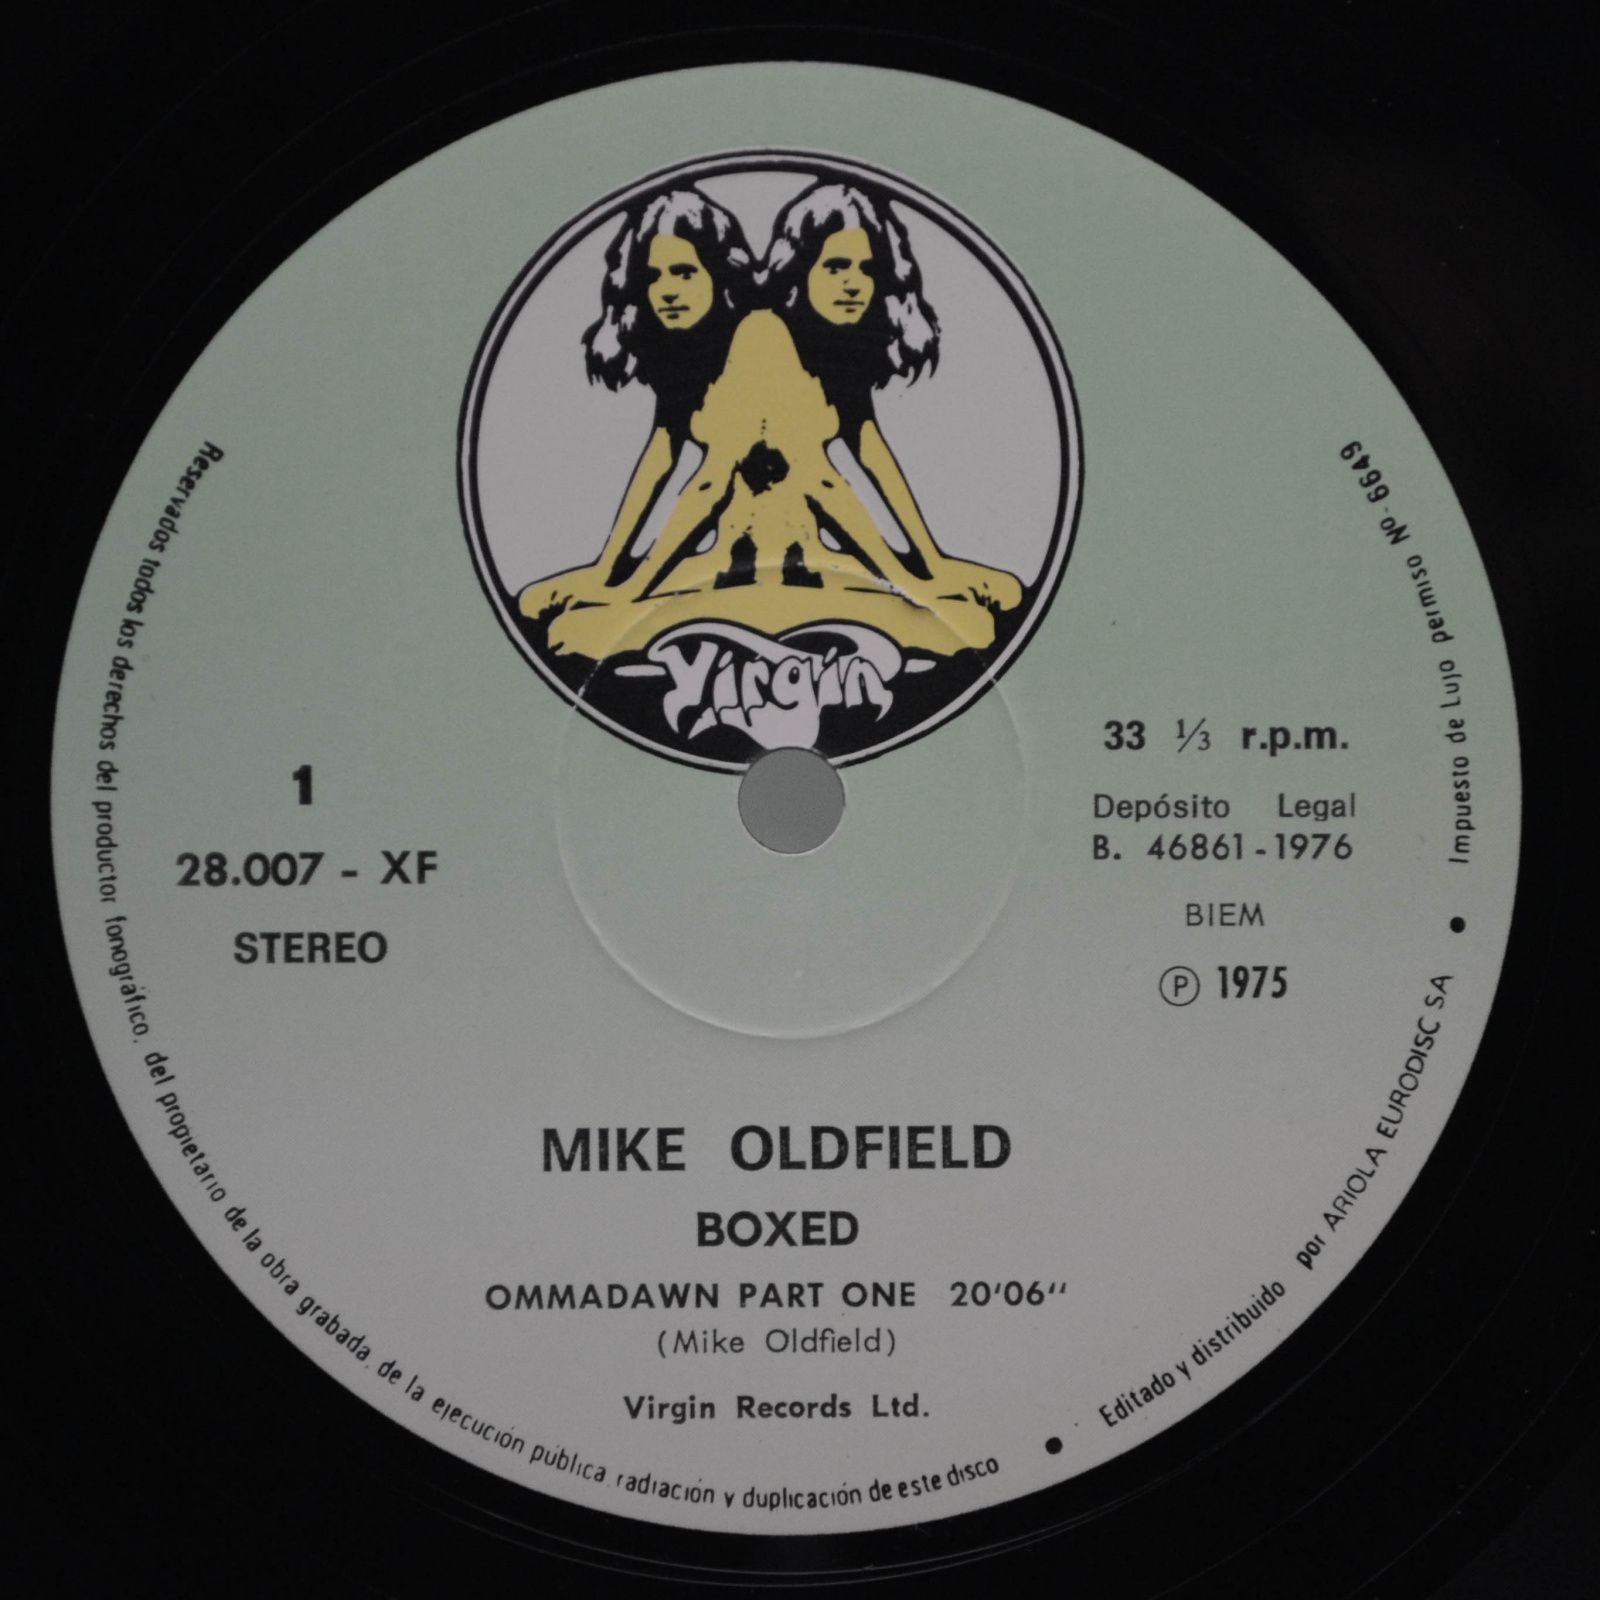 Virgin
1
28.007 - XF
STEREO
33 1/3 r.p.m.
Depósito Legal
B. 46861-1976
BIEM
Ⓟ 1975
MIKE OLDFIELD
BOXED
OMMADAWN PART ONE 20'06"
(Mike Oldfield)
Virgin Records Ltd.
Reservados todos los derechos del productor fonográfico, del propietario de la obra grabada, de la ejecución pública, radiación y duplicación de este disco • Editado y distribuido por ARIOLA EURODISC SA • Impuesto de Lujo permiso Nº 6649